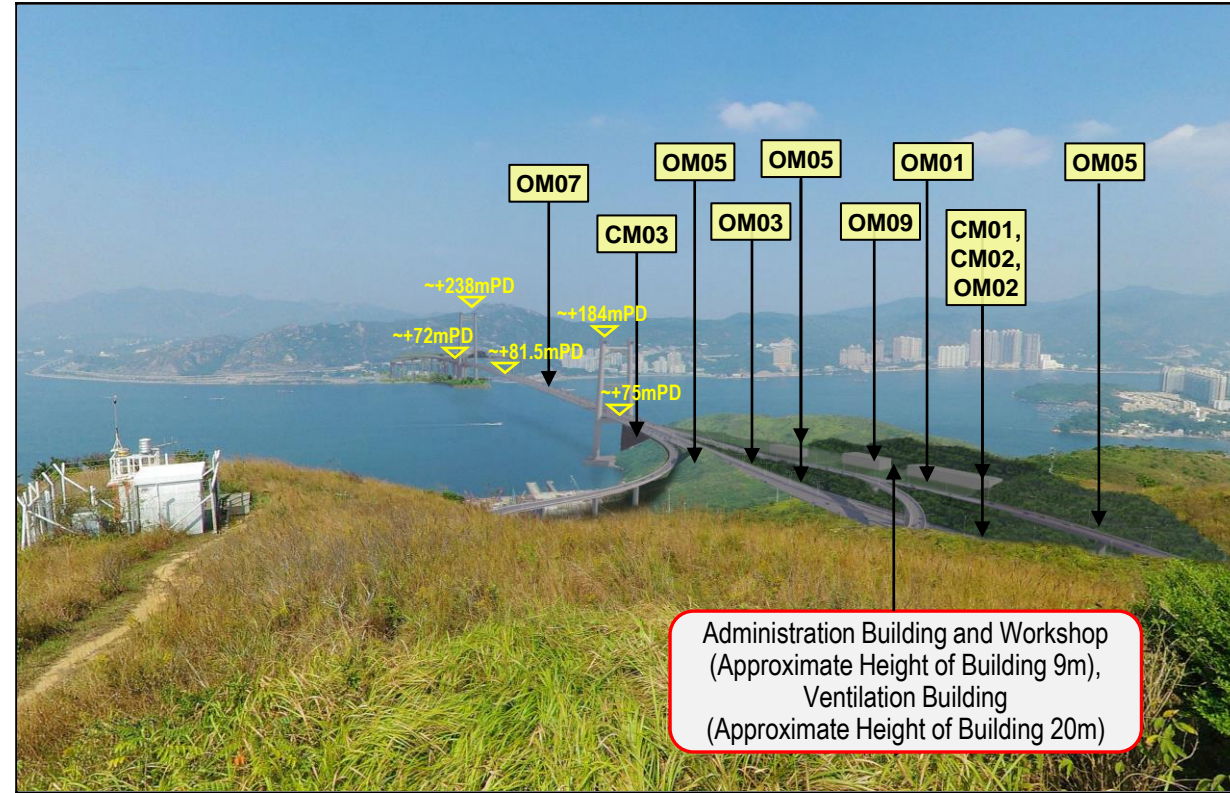 OM05
OM05
OM01
OM05
OM07
CM03
OM03
OM09
CM01,
CM02,
OM02
~+238mPD
~+184mPD
~+72mPD
~+81.5mPD
~+75mPD
Administration Building and Workshop
(Approximate Height of Building 9m),
Ventilation Building
(Approximate Height of Building 20m)